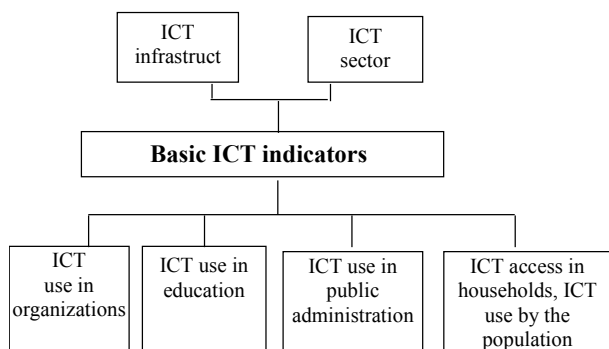 ICT
infrastruct
ICT
sector
Basic ICT indicators
ICT
use in
organizations
ICT use in
education
ICT use in
public
administration
ICT access in
households, ICT
use by the
population